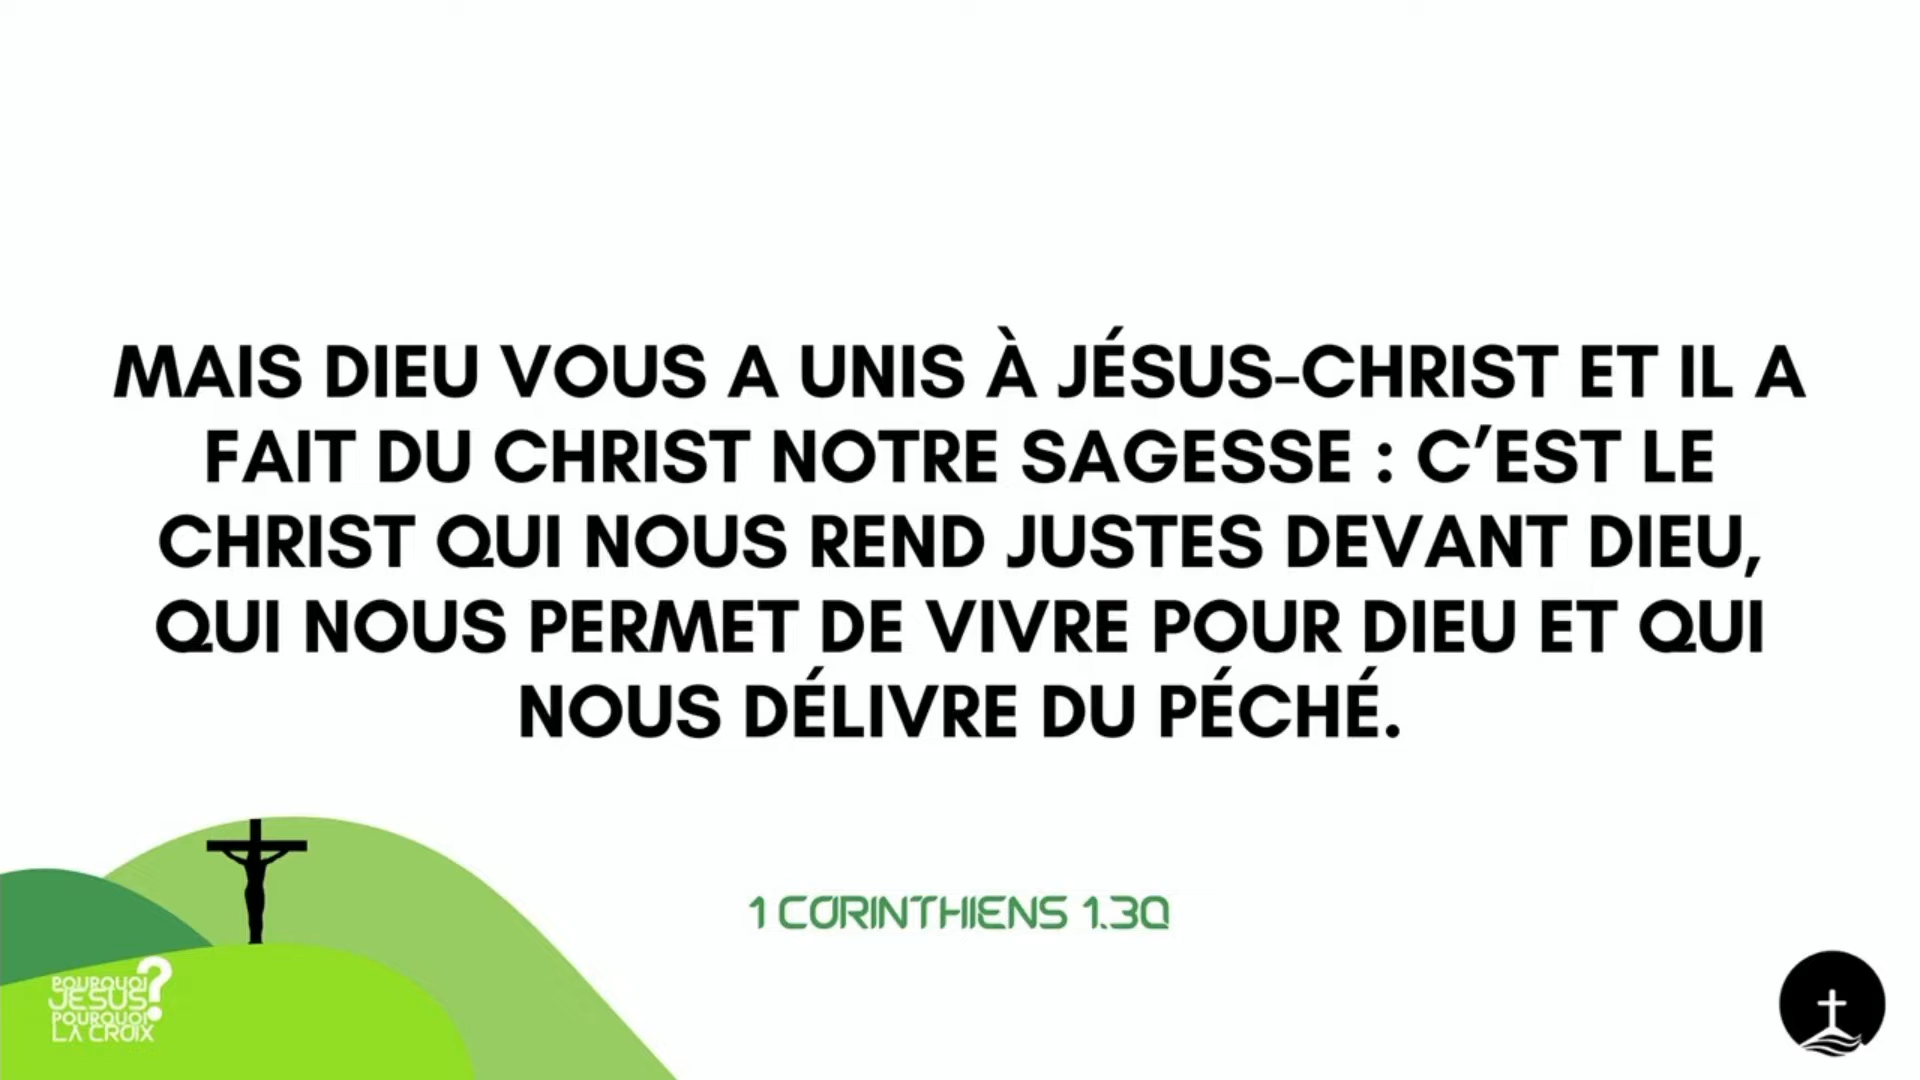 MAIS DIEU VOUS A UNIS À JÉSUS-CHRIST ET IL A
FAIT DU CHRIST NOTRE SAGESSE : C’EST LE
CHRIST QUI NOUS REND JUSTES DEVANT DIEU,
QUI NOUS PERMET DE VIVRE POUR DIEU ET QUI
NOUS DÉLIVRE DU PÉCHÉ.
1 CORINTHIENS 1.30
POURQUOI
JESUS?
POURQUOI
LA CROIX